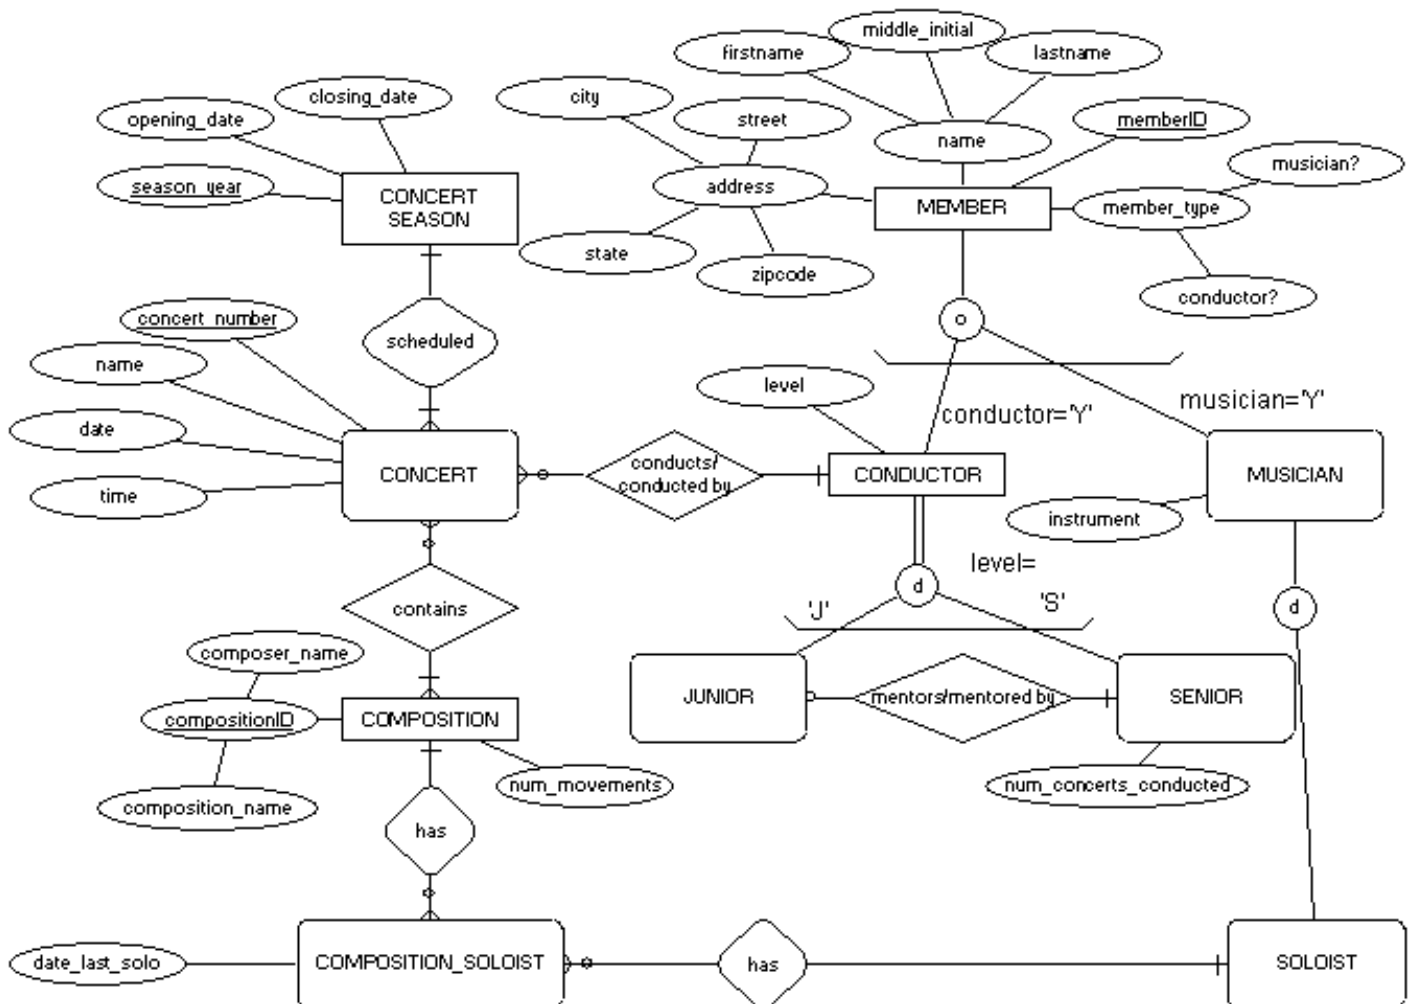 middle_initial
firstname
lastname
closing_date
city
opening_date
street
memberID
name
musician?
season_year
CONCERT
SEASON
address
MEMBER
member_type
state
zipcode
conductor?
concert_number
o
scheduled
name
level
musician='Y'
conductor='Y'
date
CONCERT
conducts/
conducted by
CONDUCTOR
MUSICIAN
time
instrument
level=
d
'J'
'S'
d
contains
composer_name
JUNIOR
mentors/mentored by
SENIOR
compositionID
COMPOSITION
num_movements
num_concerts_conducted
composition_name
has
date_last_solo
COMPOSITION_SOLOIST
has
SOLOIST